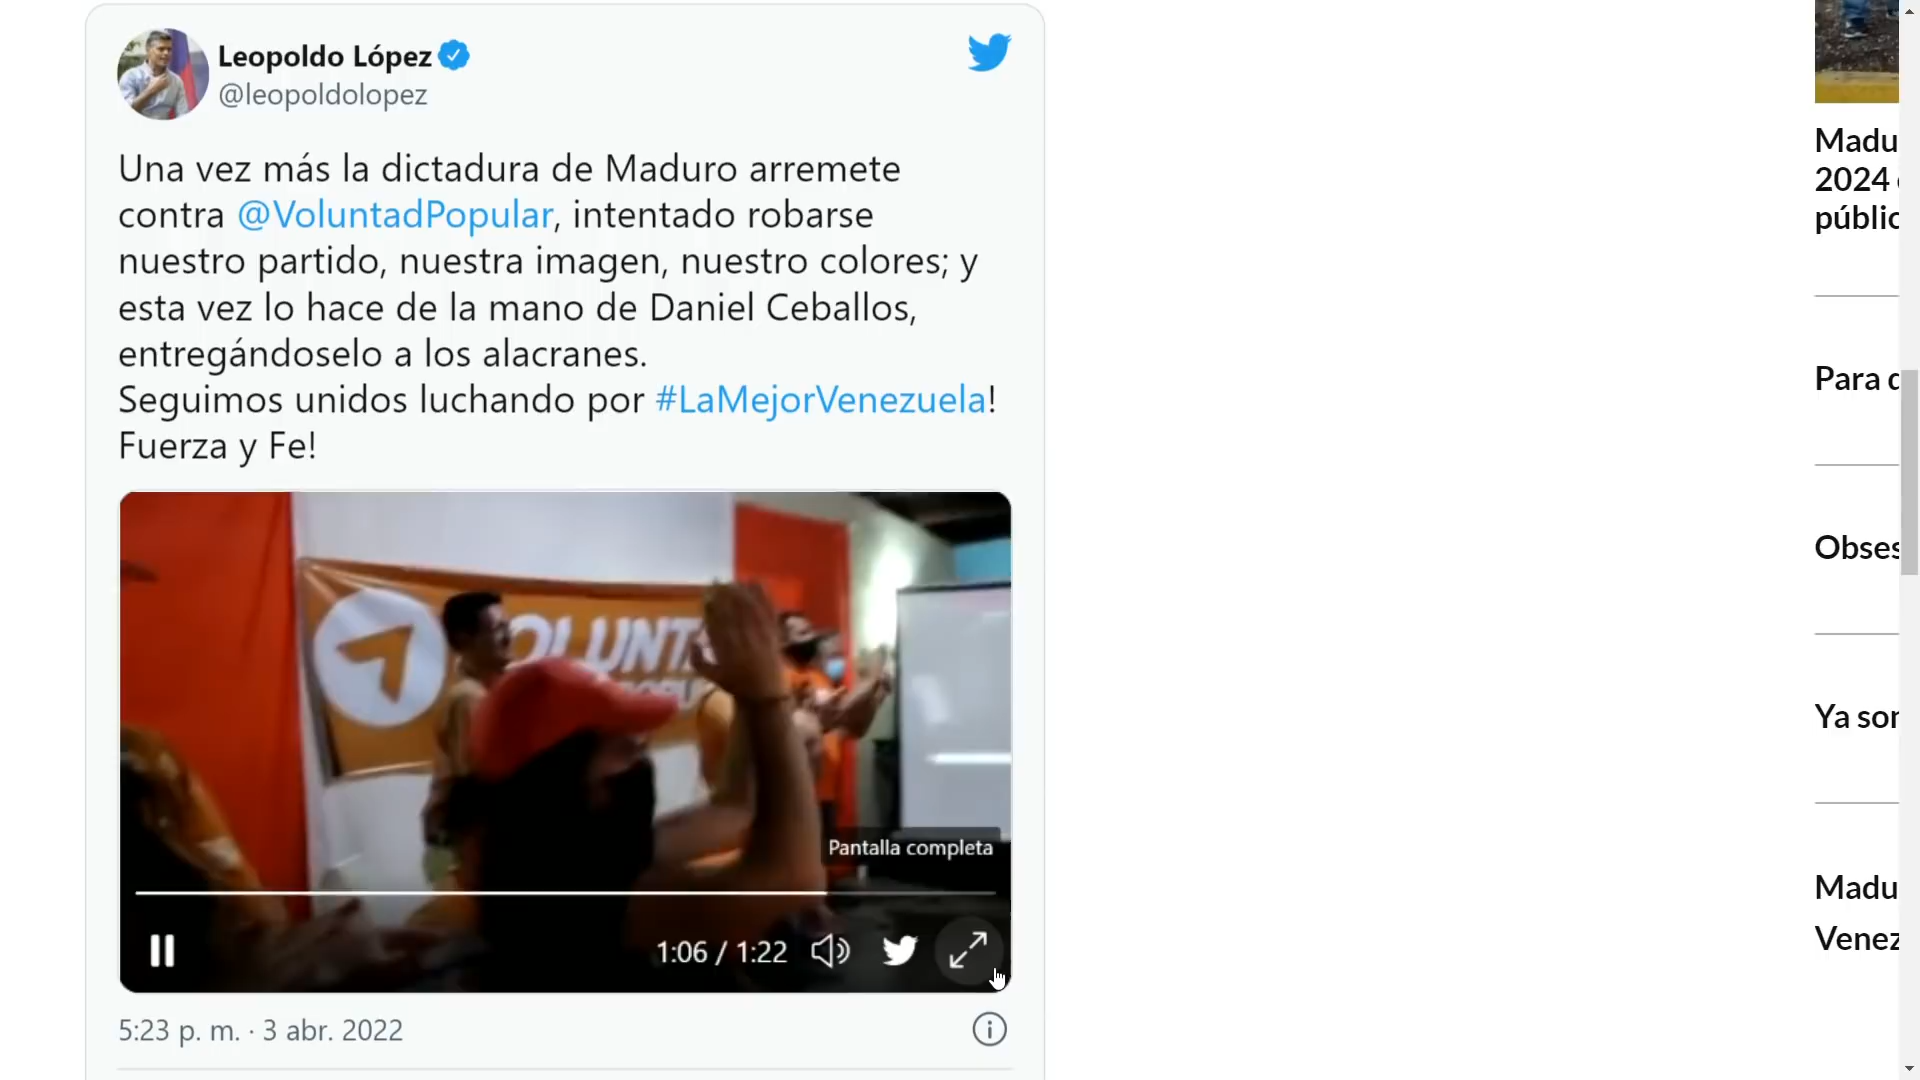 Leopoldo López
@leopoldolopez
Una vez más la dictadura de Maduro arremete
contra @VoluntadPopular, intentado robarse
nuestro partido, nuestra imagen, nuestro colores; y
esta vez lo hace de la mano de Daniel Ceballos,
entregándoselo a los alacranes.
Seguimos unidos luchando por #LaMejorVenezuela!
Fuerza y Fe!
OLUNT
Pantalla completa
1:06 / 1:22
5:23 p. m. · 3 abr. 2022
Madu
2024
públic
Para
Obses
Ya sor
Madu
Venez